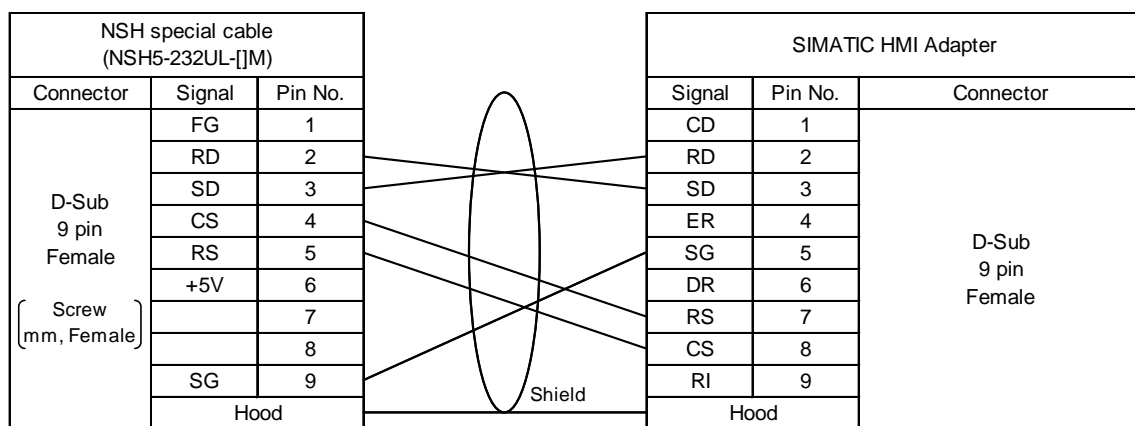 NSH special cable
(NSH5-232UL-[]M)
SIMATIC HMI Adapter
Connector Signal Pin No.
Signal Pin No. Connector
FG 1
CD 1
RD 2
RD 2
SD 3
SD 3
CS 4
ER 4
RS 5
SG 5
+5V 6
DR 6
7
RS 7
8
CS 8
SG 9
RI 9
Hood
Hood
D-Sub
9 pin
Female
Screw
mm, Female
Shield
D-Sub
9 pin
Female